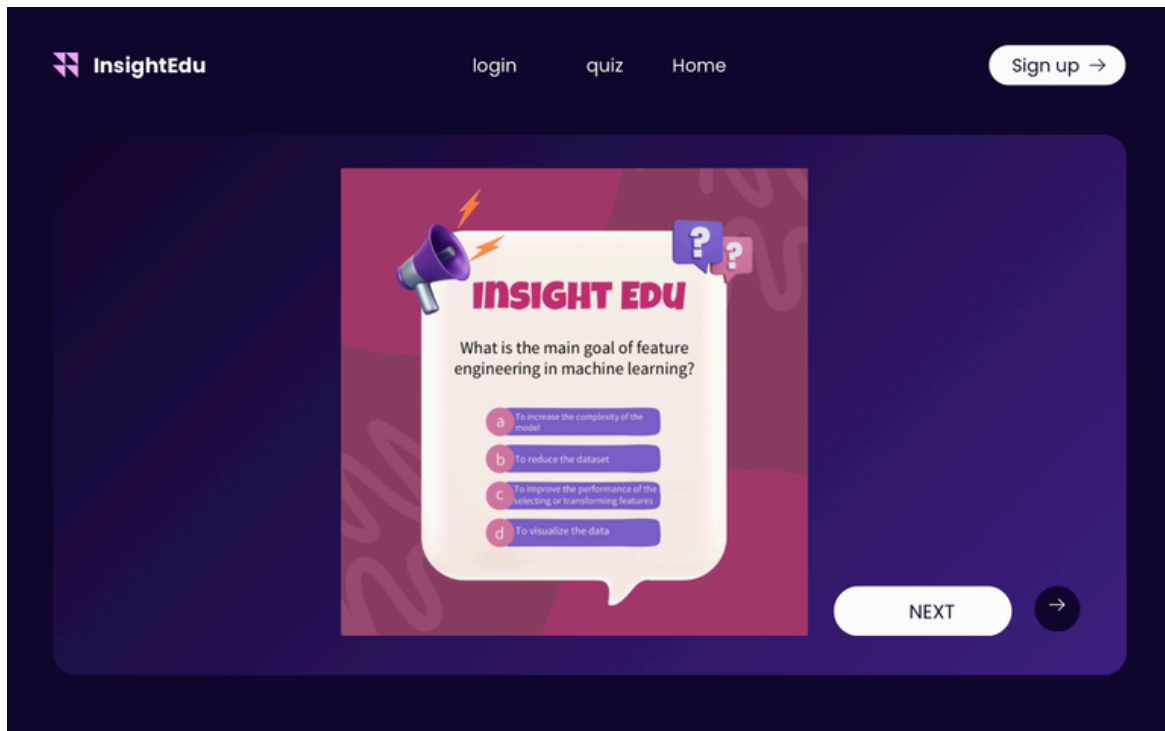 InsightEdu
login quiz Home
Sign up →
? ?
INSIGHT EDU
What is the main goal of feature
engineering in machine learning?
a To increase the complexity of the
model
b To reduce the dataset
c To improve the performance of the
selecting or transforming features
d To visualize the data
NEXT →